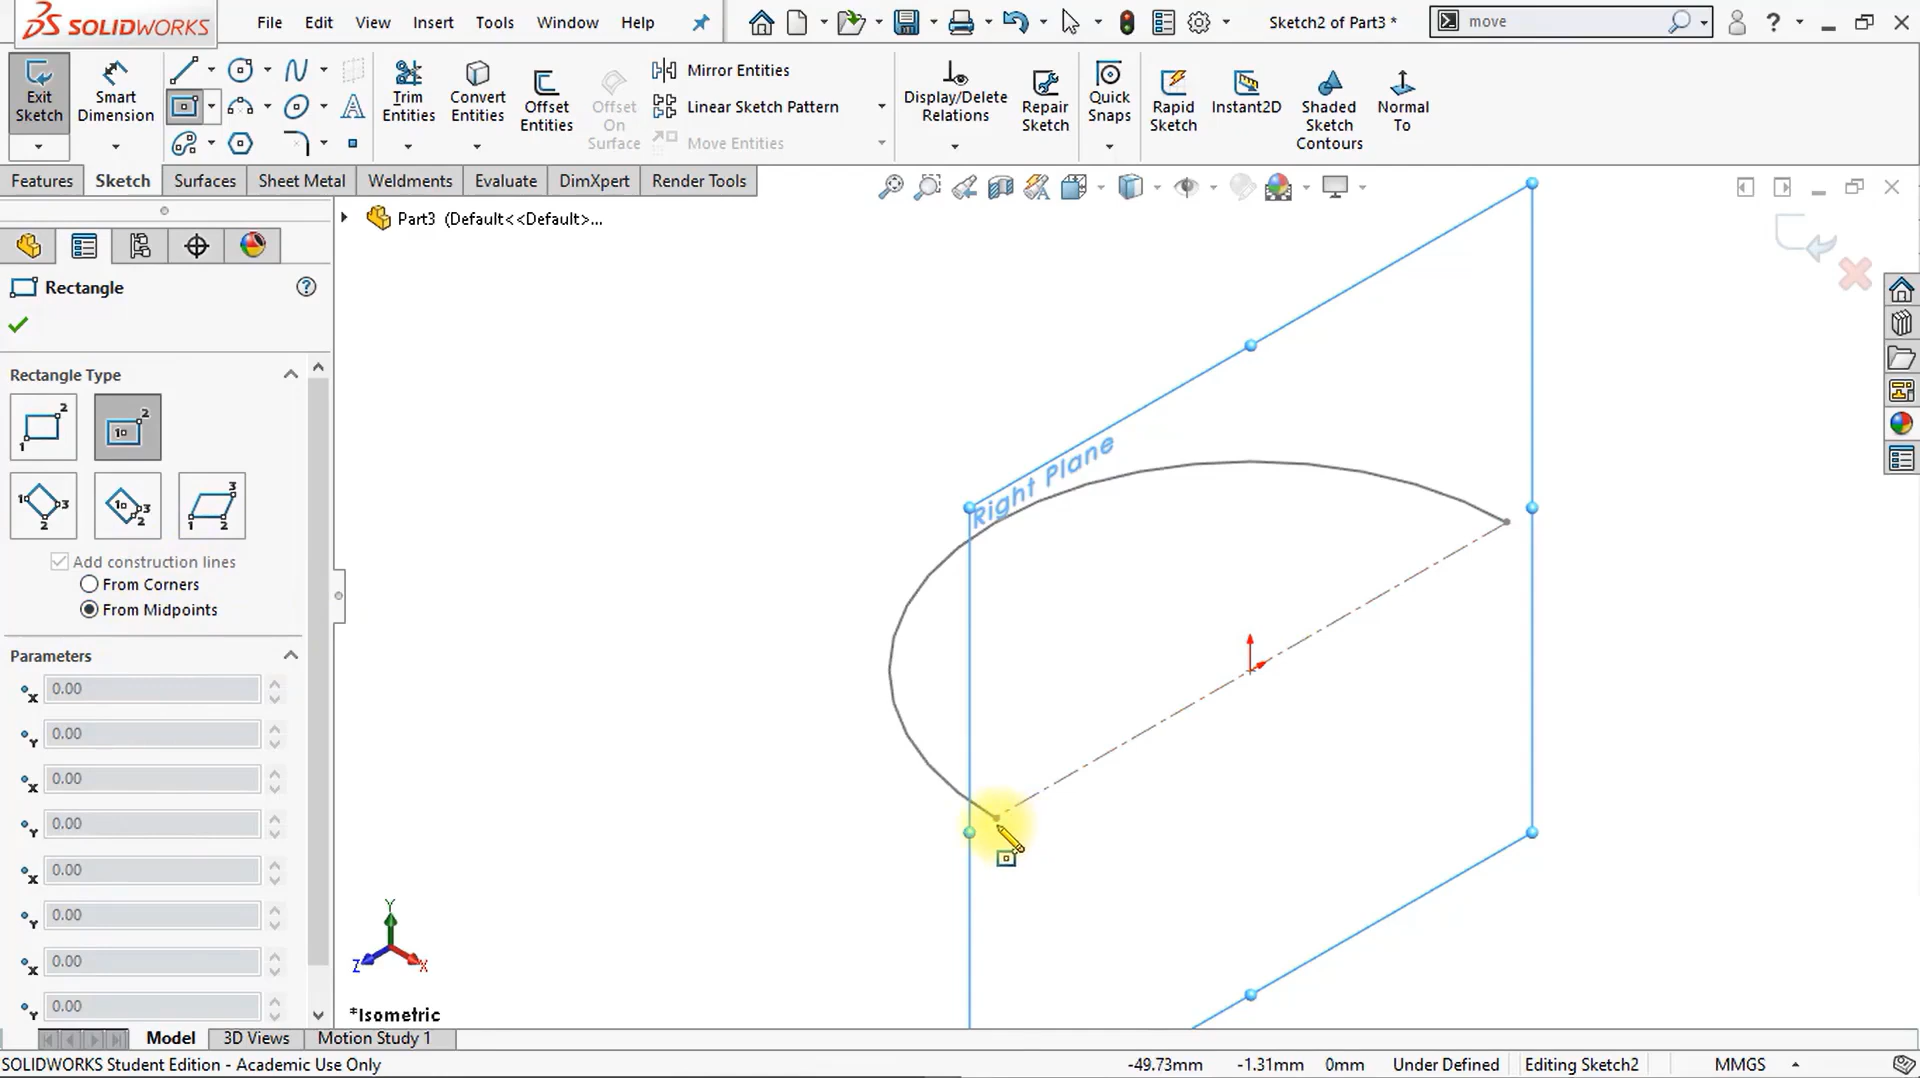 SOLIDWORKS
File Edit View Insert Tools Window Help
Sketch2 of Part3 *
move
Exit Sketch
Smart Dimension
Trim Entities
Convert Entities
Offset Entities
Offset On Surface
Mirror Entities
Linear Sketch Pattern
Move Entities
Display/Delete Relations
Repair Sketch
Quick Snaps
Rapid Sketch
Instant2D
Shaded Sketch Contours
Normal To
Features Sketch Surfaces Sheet Metal Weldments Evaluate DimXpert Render Tools
Part3 (Default<<Default>...
Rectangle
Rectangle Type
Add construction lines
From Corners
From Midpoints
Parameters
0.00
0.00
0.00
0.00
0.00
0.00
0.00
0.00
Right Plane
Y
Z
X
*Isometric
Model 3D Views Motion Study 1
SOLIDWORKS Student Edition - Academic Use Only
-49.73mm -1.31mm 0mm Under Defined Editing Sketch2 MMGS